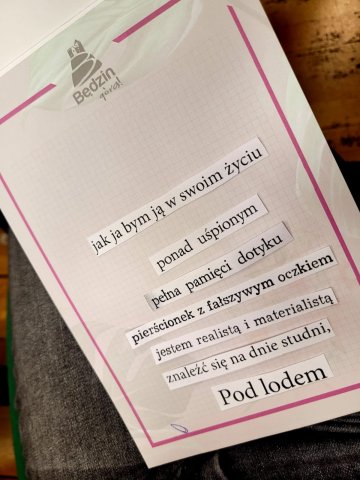 Będzin
górą!
jak ja bym ją w swoim życiu
ponad uśpionym
pełna pamięci dotyku
pierścionek z fałszywym oczkiem
jestem realistą i materialistą
znaleźć się na dnie studni,
Pod lodem